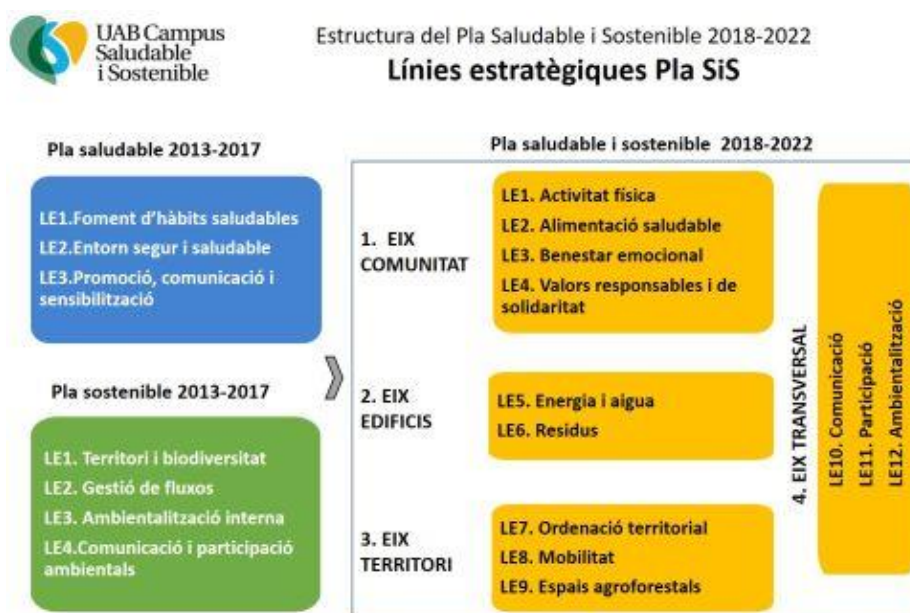 UAB Campus
Saludable
i Sostenible
Estructura del Pla Saludable i Sostenible 2018-2022
Línies estratègiques Pla SiS
Pla saludable 2013-2017
LE1.Foment d'hàbits saludables
LE2.Entorn segur i saludable
LE3.Promoció, comunicació i
sensibilització
Pla sostenible 2013-2017
LE1. Territori i biodiversitat
LE2. Gestió de fluxos
LE3. Ambientalització interna
LE4.Comunicació i participació
ambientals
Pla saludable i sostenible 2018-2022
1. EIX
COMUNITAT
LE1. Activitat física
LE2. Alimentació saludable
LE3. Benestar emocional
LE4. Valors responsables i de
solidaritat
2. EIX
EDIFICIS
LE5. Energia i aigua
LE6. Residus
3. EIX
TERRITORI
LE7. Ordenació territorial
LE8. Mobilitat
LE9. Espais agroforestals
4. EIX TRANSVERSAL
LE10. Comunicació
LE11. Participació
LE12. Ambientalització